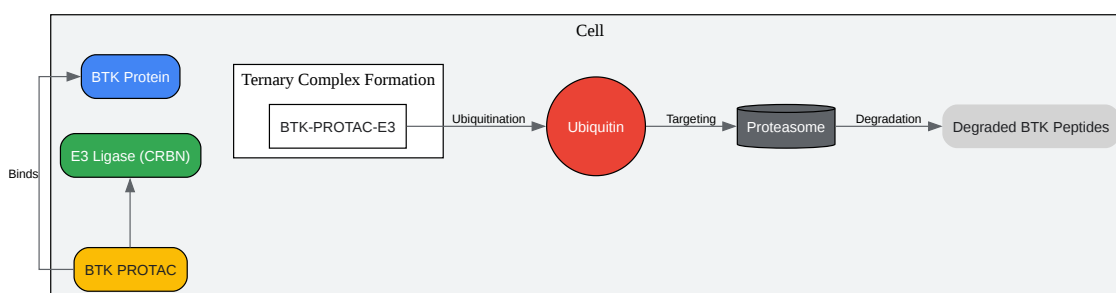 Cell
BTK Protein
Ternary Complex Formation
BTK-PROTAC-E3
Ubiquitination
Ubiquitin
Targeting
Proteasome
Degradation
Degraded BTK Peptides
E3 Ligase (CRBN)
Binds
BTK PROTAC